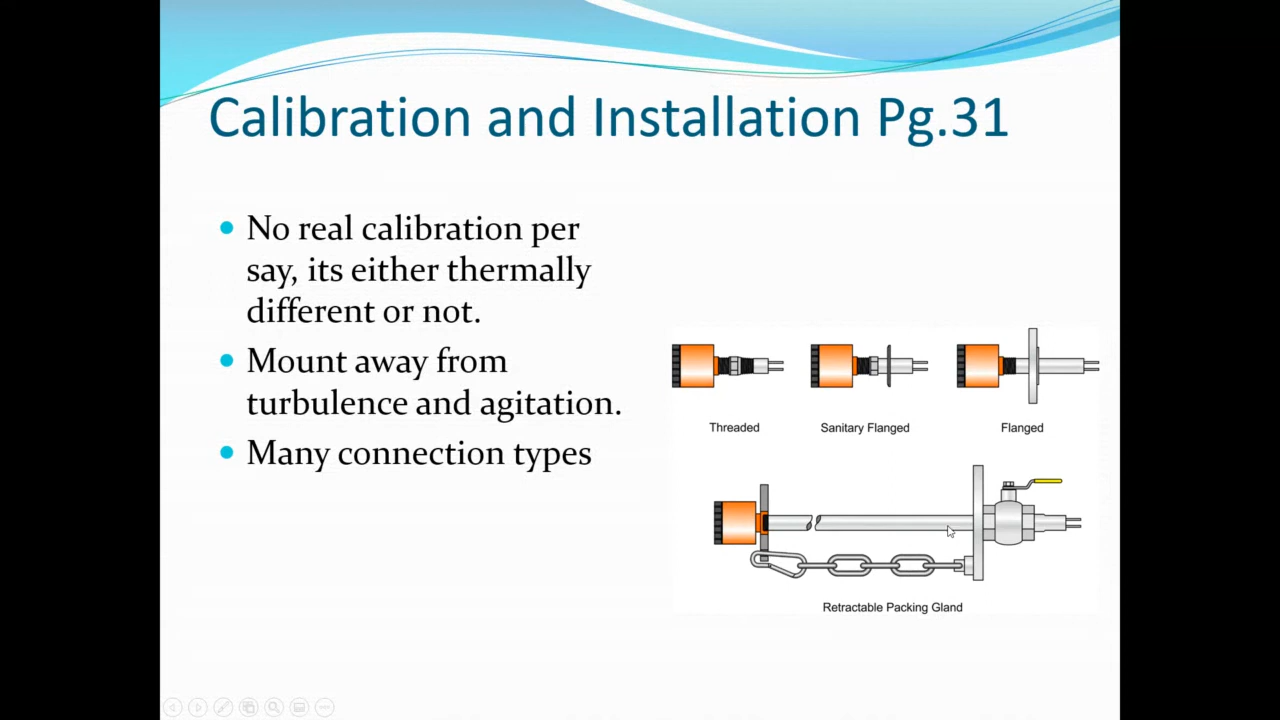 Calibration and Installation Pg.31
No real calibration per
say, its either thermally
different or not.
Mount away from
turbulence and agitation.
Many connection types
Threaded
Sanitary Flanged
Flanged
Retractable Packing Gland